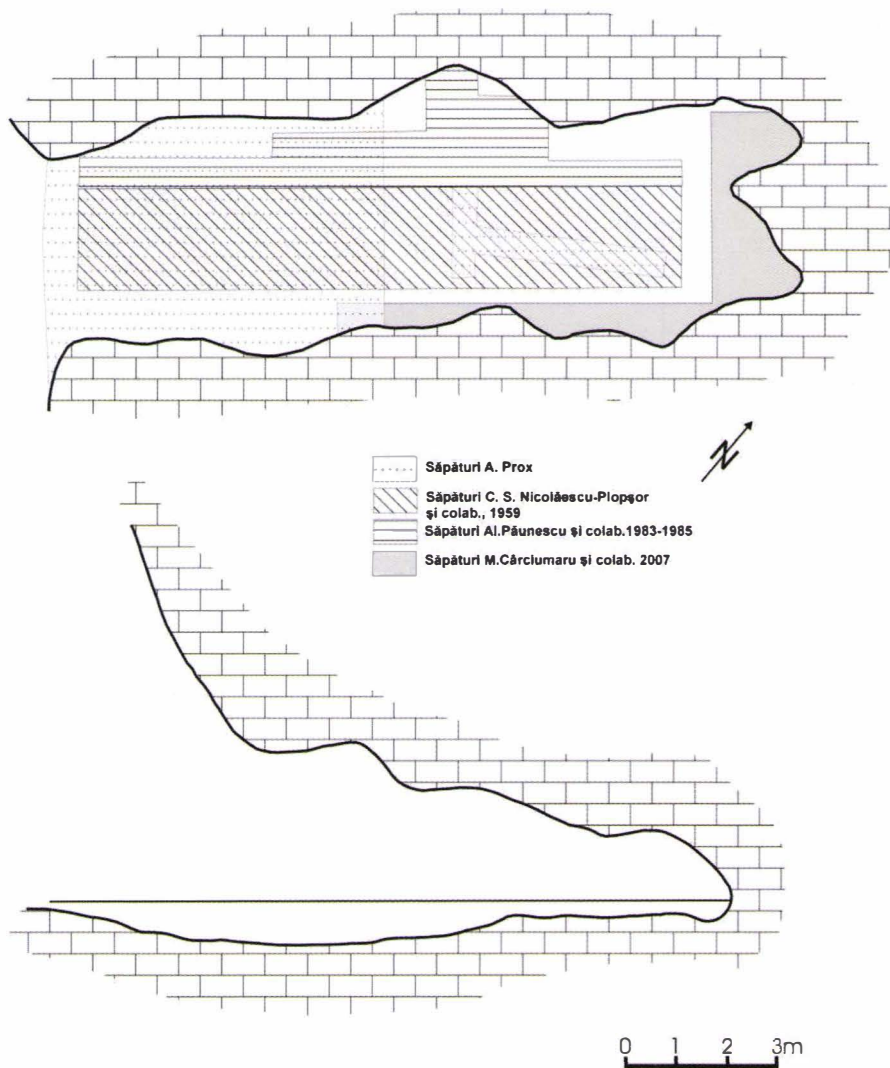 N
Săpături A. Prox
Săpături C. S. Nicolăescu-Plopşor
şi colab., 1959
Săpături Al.Păunescu şi colab.1983-1985
Săpături M.Cârciumaru şi colab. 2007
0 1 2 3m